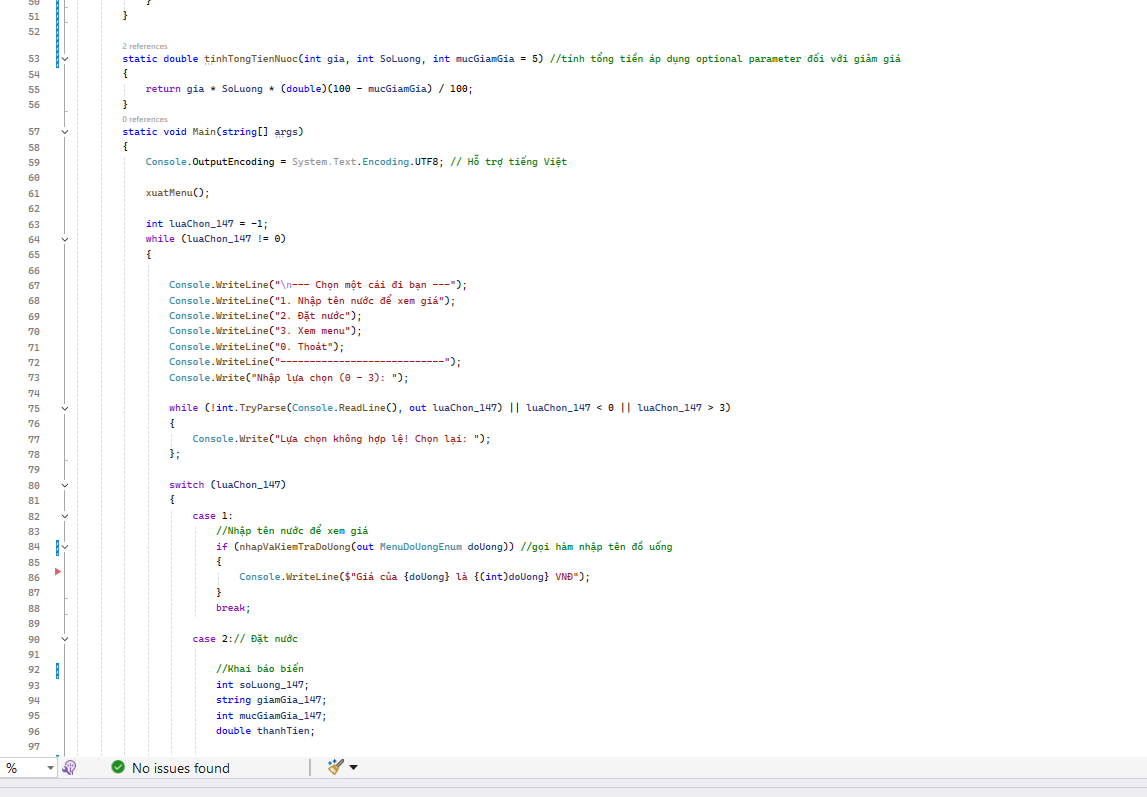 50 }
51 }
52
2 references
53 static double tinhTongTienNuoc(int gia, int SoLuong, int mucGiamGia = 5) //tính tổng tiền áp dụng optional parameter đối với giảm giá
54 {
55 return gia * SoLuong * (double)(100 - mucGiamGia) / 100;
56 }
0 references
57 static void Main(string[] args)
58 {
59 Console.OutputEncoding = System.Text.Encoding.UTF8; // Hỗ trợ tiếng Việt
60
61 xuatMenu();
62
63 int luaChon_147 = -1;
64 while (luaChon_147 != 0)
65 {
66
67 Console.WriteLine("\n--- Chọn một cái đi bạn ---");
68 Console.WriteLine("1. Nhập tên nước để xem giá");
69 Console.WriteLine("2. Đặt nước");
70 Console.WriteLine("3. Xem menu");
71 Console.WriteLine("0. Thoát");
72 Console.WriteLine("----------------------------");
73 Console.Write("Nhập lựa chọn (0 - 3): ");
74
75 while (!int.TryParse(Console.ReadLine(), out luaChon_147) || luaChon_147 < 0 || luaChon_147 > 3)
76 {
77 Console.Write("Lựa chọn không hợp lệ! Chọn lại: ");
78 };
79
80 switch (luaChon_147)
81 {
82 case 1:
83 //Nhập tên nước để xem giá
84 if (nhapVaKiemTraDoUong(out MenuDoUongEnum doUong)) //gọi hàm nhập tên đồ uống
85 {
86 Console.WriteLine($"Giá của {doUong} là {(int)doUong} VNĐ");
87 }
88 break;
89
90 case 2:// Đặt nước
91
92 //Khai báo biến
93 int soLuong_147;
94 string giamGia_147;
95 int mucGiamGia_147;
96 double thanhTien;
97
% No issues found